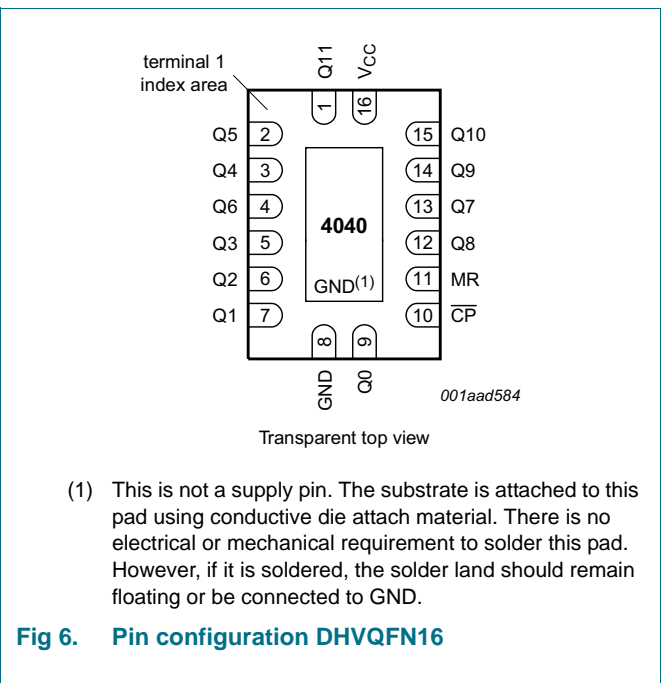 terminal 1
index area
Q11
VCC
1
16
Q5 2
15 Q10
Q4 3
14 Q9
Q6 4
13 Q7
4040
Q3 5
12 Q8
Q2 6
GND(1)
11 MR
Q1 7
10 CP
8
9
GND
Q0
001aad584
Transparent top view
(1) This is not a supply pin. The substrate is attached to this
pad using conductive die attach material. There is no
electrical or mechanical requirement to solder this pad.
However, if it is soldered, the solder land should remain
floating or be connected to GND.
Fig 6. Pin configuration DHVQFN16